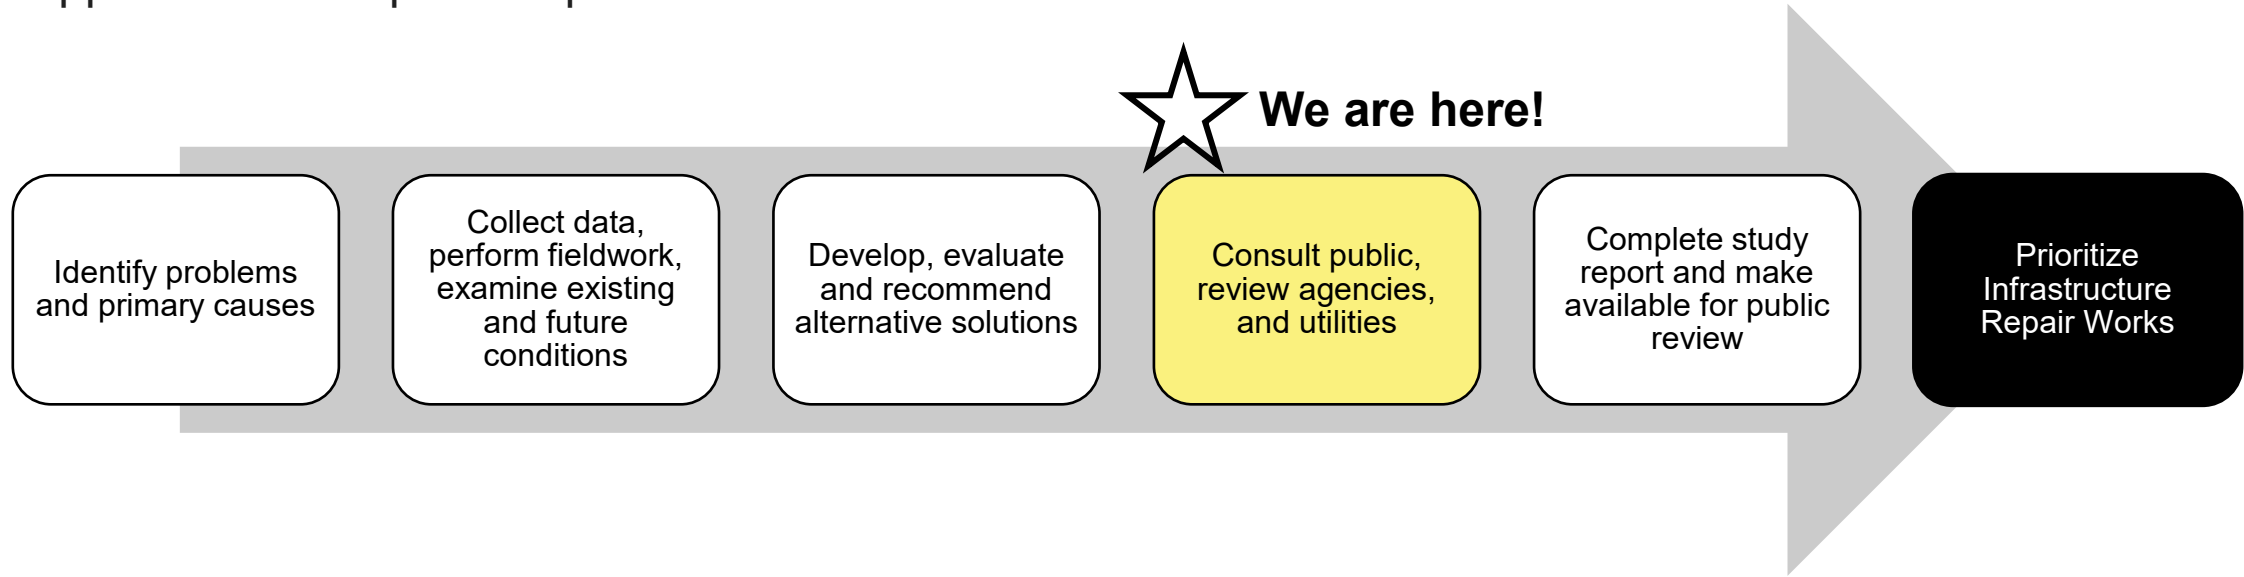 We are here!
Identify problems
and primary causes
Collect data,
perform fieldwork,
examine existing
and future
conditions
Develop, evaluate
and recommend
alternative solutions
Consult public,
review agencies,
and utilities
Complete study
report and make
available for public
review
Prioritize
Infrastructure
Repair Works